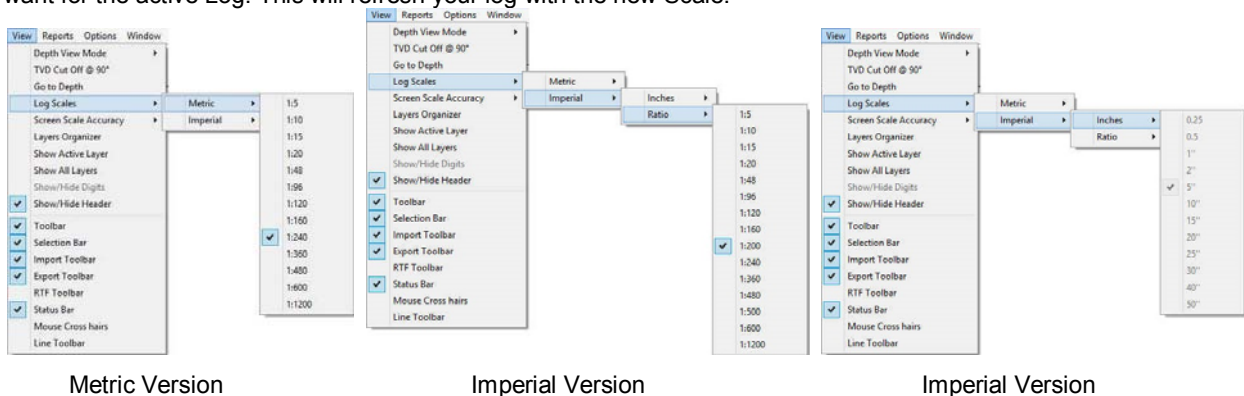 want for the active Log. This will refresh your log with the new Scale.
View Reports Options Window
Depth View Mode
TVD Cut Off @ 90°
Go to Depth
Log Scales
Screen Scale Accuracy
Layers Organizer
Show Active Layer
Show All Layers
Show/Hide Digits
Show/Hide Header
Toolbar
Selection Bar
Import Toolbar
Export Toolbar
RTF Toolbar
Status Bar
Mouse Cross hairs
Line Toolbar
Metric
Imperial
1:5
1:10
1:15
1:20
1:48
1:96
1:120
1:160
1:240
1:360
1:480
1:600
1:1200
Metric Version
View Reports Options Window
Depth View Mode
TVD Cut Off @ 90°
Go to Depth
Log Scales
Screen Scale Accuracy
Layers Organizer
Show Active Layer
Show All Layers
Show/Hide Digits
Show/Hide Header
Toolbar
Selection Bar
Import Toolbar
Export Toolbar
RTF Toolbar
Status Bar
Mouse Cross hairs
Line Toolbar
Metric
Imperial
Inches
Ratio
1:5
1:10
1:15
1:20
1:48
1:96
1:120
1:160
1:200
1:240
1:360
1:480
1:500
1:600
1:1200
Imperial Version
View Reports Options Window
Depth View Mode
TVD Cut Off @ 90°
Go to Depth
Log Scales
Screen Scale Accuracy
Layers Organizer
Show Active Layer
Show All Layers
Show/Hide Digits
Show/Hide Header
Toolbar
Selection Bar
Import Toolbar
Export Toolbar
RTF Toolbar
Status Bar
Mouse Cross hairs
Line Toolbar
Metric
Imperial
Inches
Ratio
0.25
0.5
1"
2"
5"
10"
15"
20"
25"
30"
40"
50"
Imperial Version